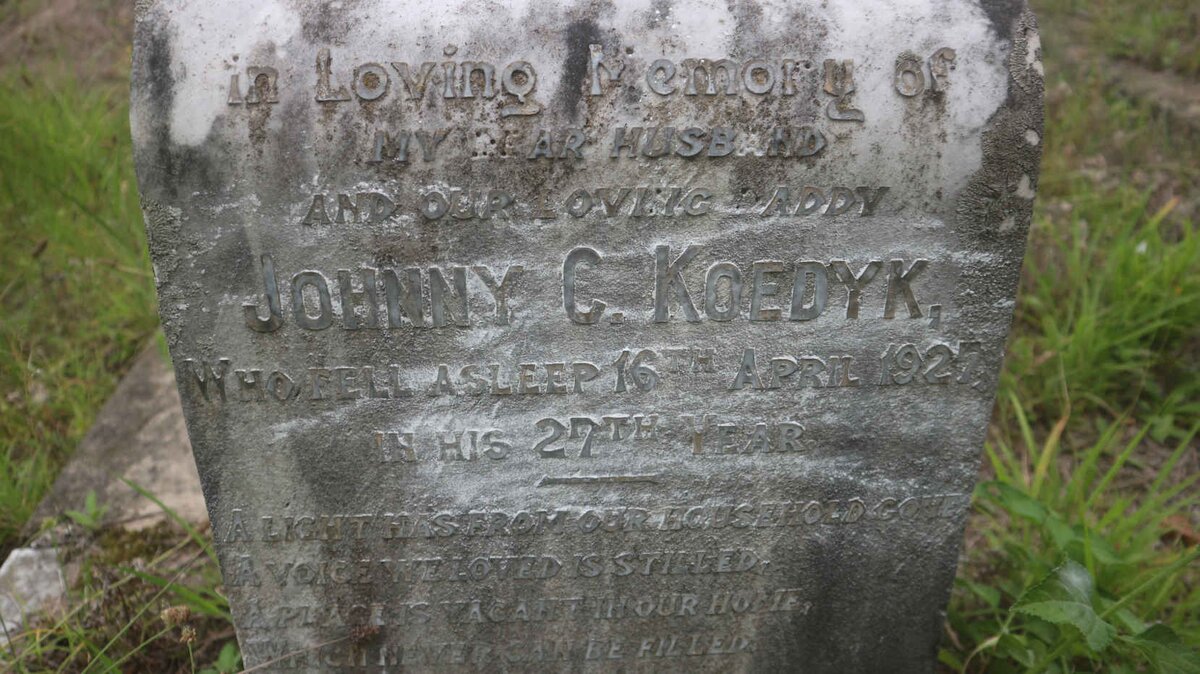 in Loving Memory of
MY DEAR HUSBAND
AND OUR LOVING DADDY
JOHNNY C. KOEDYK,
WHO FELL ASLEEP 16TH APRIL 1927,
IN HIS 27TH YEAR
A LIGHT HAS FROM OUR HOUSEHOLD GONE
A VOICE WE LOVED IS STILLED,
A PLACE IS VACANT IN OUR HOME,
WHICH NEVER CAN BE FILLED.